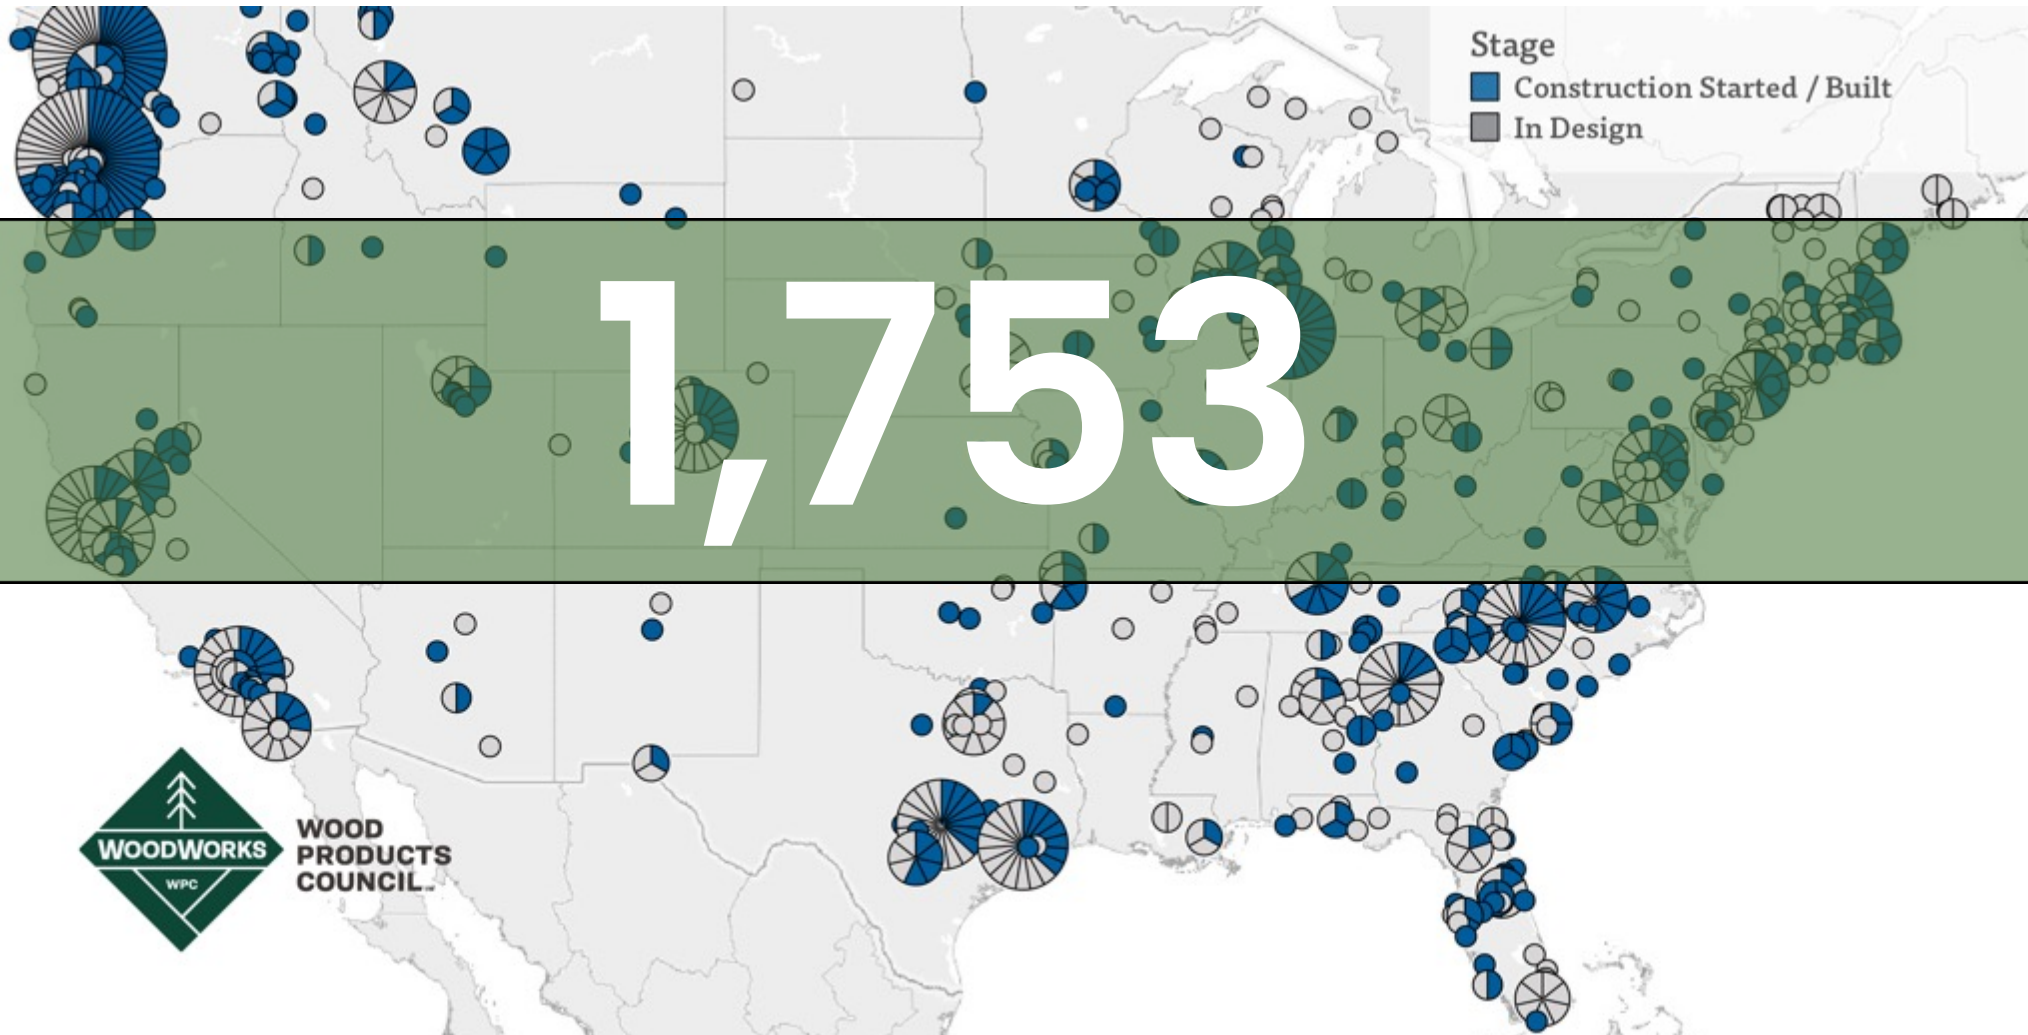 Stage
Construction Started / Built
In Design
1,753
WOODWORKS
WPC
WOOD
PRODUCTS
COUNCIL